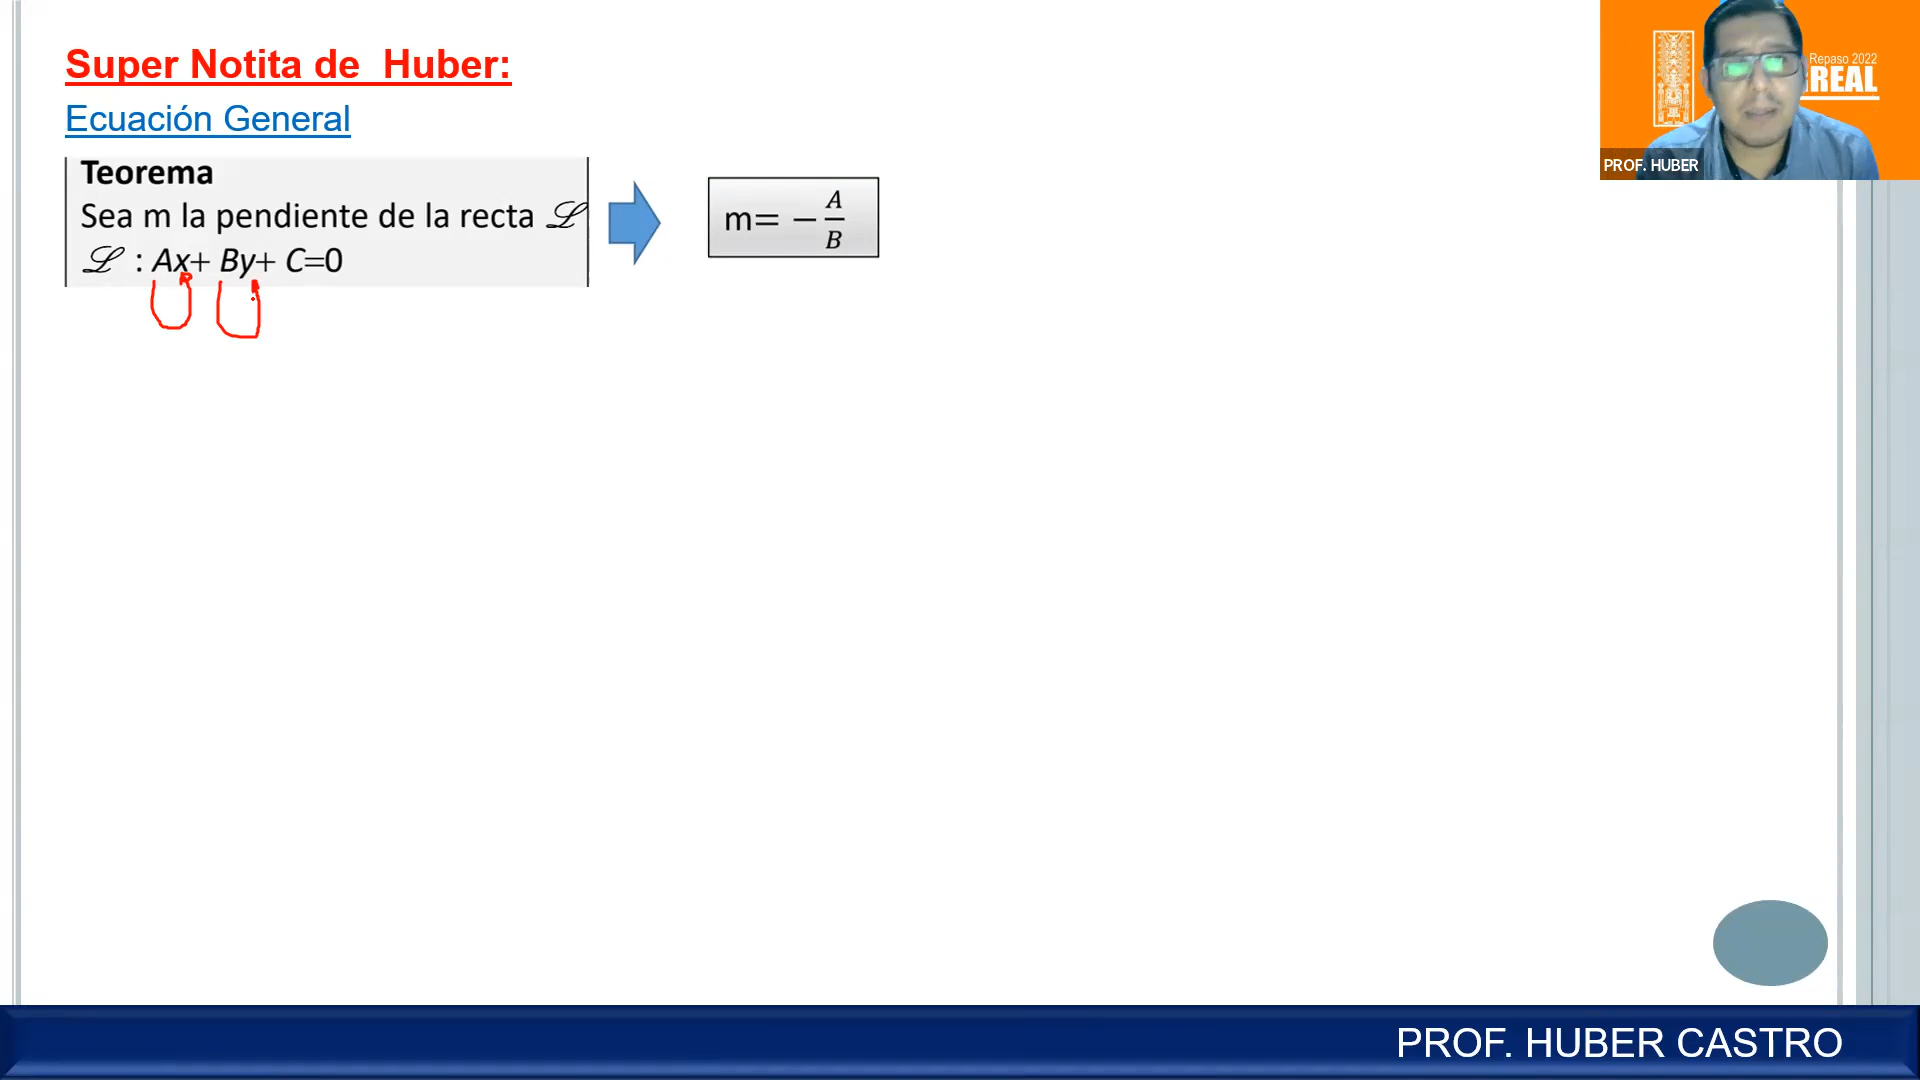 Super Notita de Huber:
Ecuación General
Teorema
Sea m la pendiente de la recta ℒ
ℒ : Ax+ By+ C=0
m= − A/B
Repaso 2022
REAL
PROF. HUBER
PROF. HUBER CASTRO